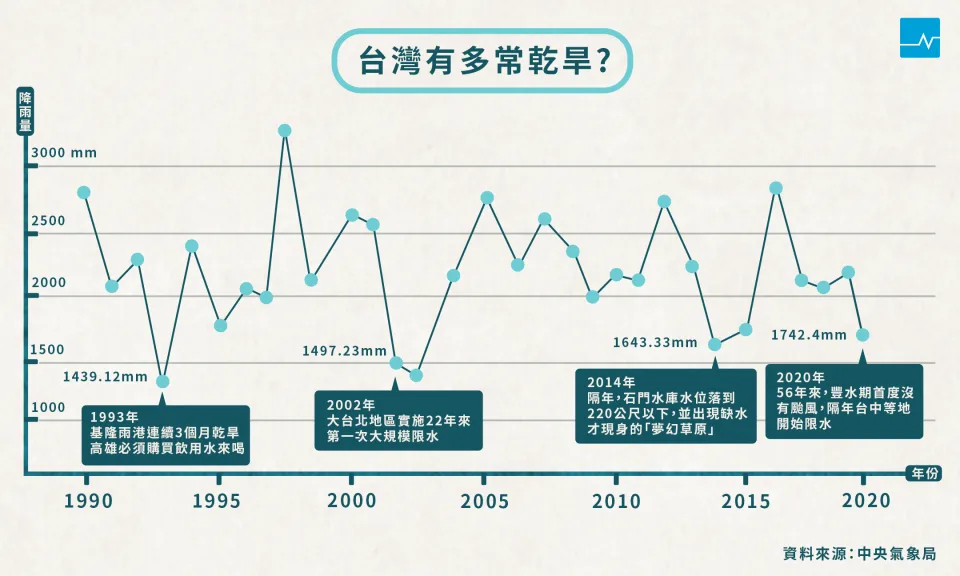 台灣有多常乾旱?
降雨量
3000 mm
2500
2000
1500
1000
1439.12mm
1993年
基隆雨港連續3個月乾旱
高雄必須購買飲用水來喝
1497.23mm
2002年
大台北地區實施22年來
第一次大規模限水
1643.33mm
2014年
隔年,石門水庫水位落到
220公尺以下,並出現缺水
才現身的「夢幻草原」
1742.4mm
2020年
56年來,豐水期首度沒
有颱風,隔年台中等地
開始限水
年份
1990
1995
2000
2005
2010
2015
2020
資料來源:中央氣象局